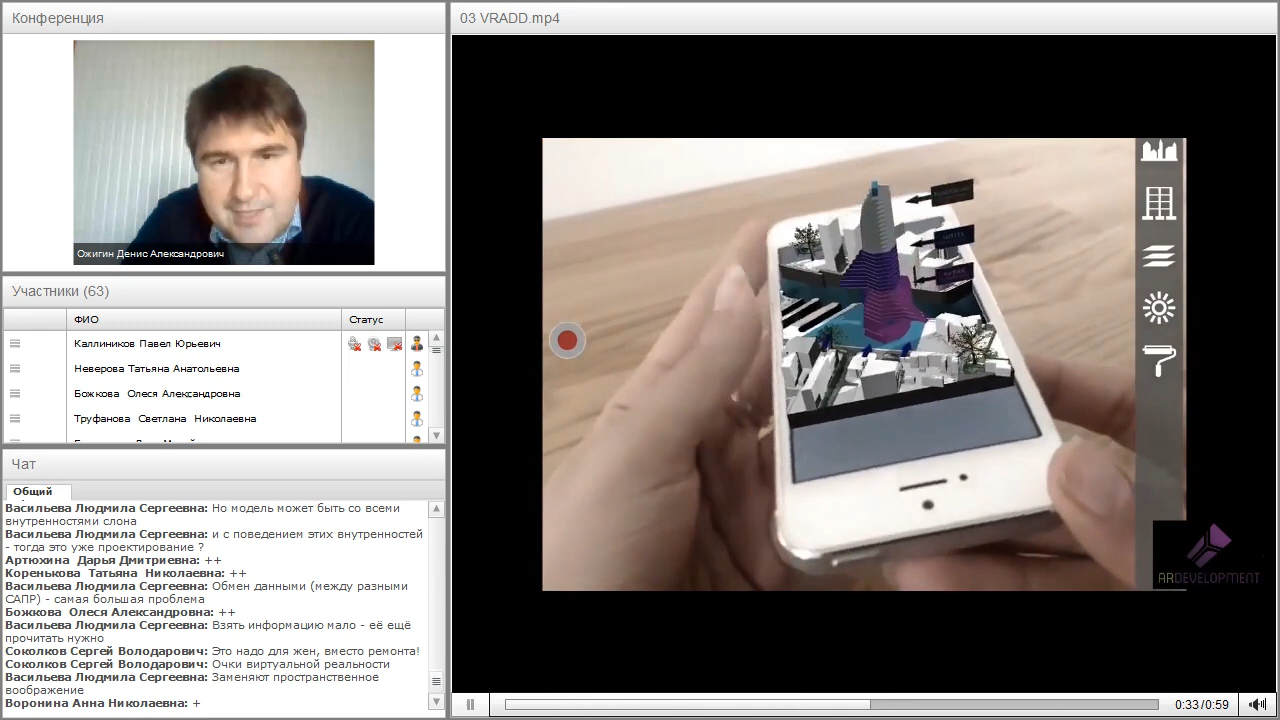 Конференция
Ожигин Денис Александрович
Участники (63)
ФИО
Статус
Каллиников Павел Юрьевич
Неверова Татьяна Анатольевна
Божкова Олеся Александровна
Труфанова Светлана Николаевна
Чат
Общий
Васильева Людмила Сергеевна: Но модель может быть со всеми
внутренностями слона
Васильева Людмила Сергеевна: и с поведением этих внутренностей
- тогда это уже проектирование ?
Артюхина Дарья Дмитриевна: ++
Коренькова Татьяна Николаевна: ++
Васильева Людмила Сергеевна: Обмен данными (между разными
САПР) - самая большая проблема
Божкова Олеся Александровна: ++
Васильева Людмила Сергеевна: Взять информацию мало - её ещё
прочитать нужно
Соколков Сергей Володарович: Это надо для жен, вместо ремонта!
Соколков Сергей Володарович: Очки виртуальной реальности
Васильева Людмила Сергеевна: Заменяют пространственное
воображение
Воронина Анна Николаевна: +
03 VRADD.mp4
ARDEVELOPMENT
0:33/0:59